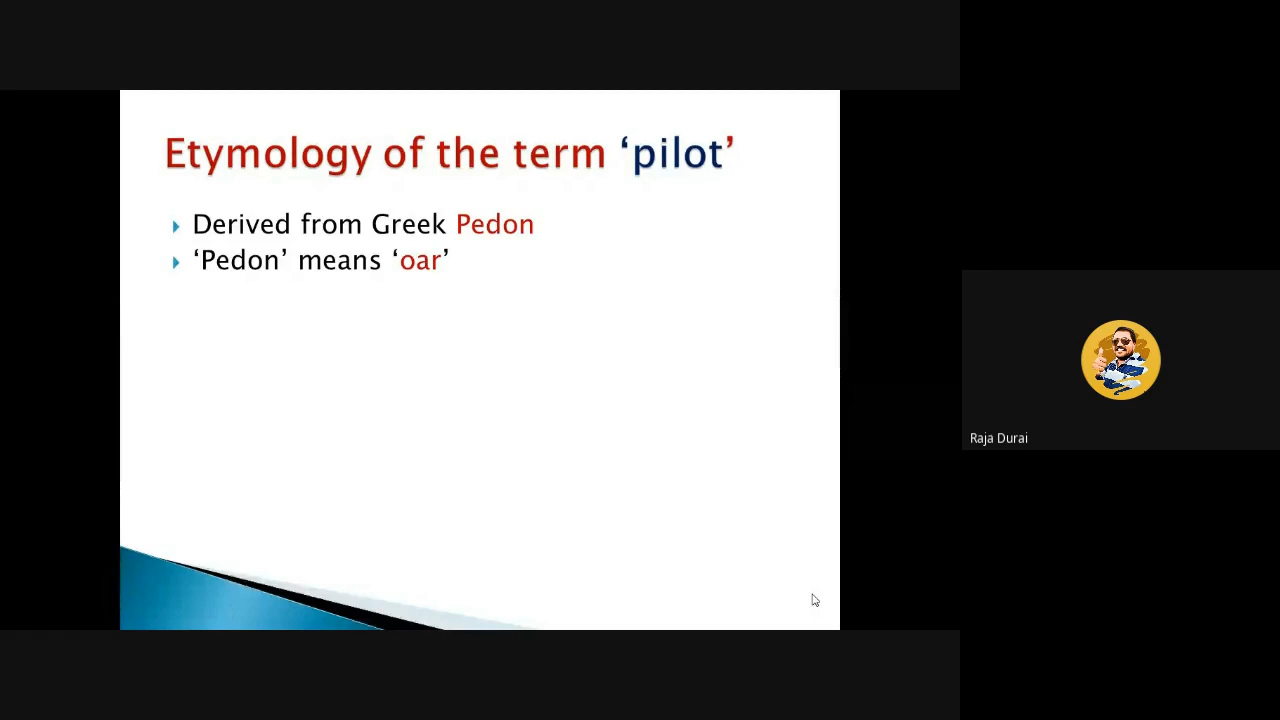 Etymology of the term ‘pilot’
Derived from Greek Pedon
‘Pedon’ means ‘oar’
Raja Durai